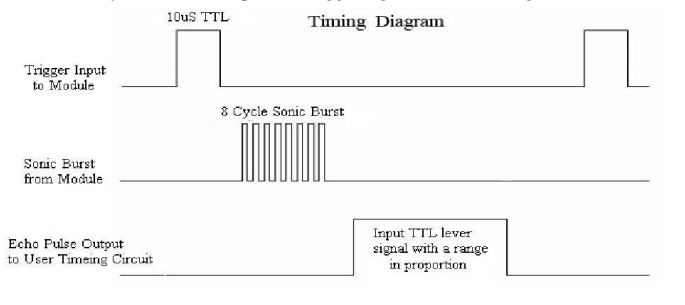 10uS TTL
Timing Diagram
Trigger Input
to Module
8 Cycle Sonic Burst
Sonic Burst
from Module
Echo Pulse Output
to User Timeing Circuit
Input TTL lever
signal with a range
in proportion